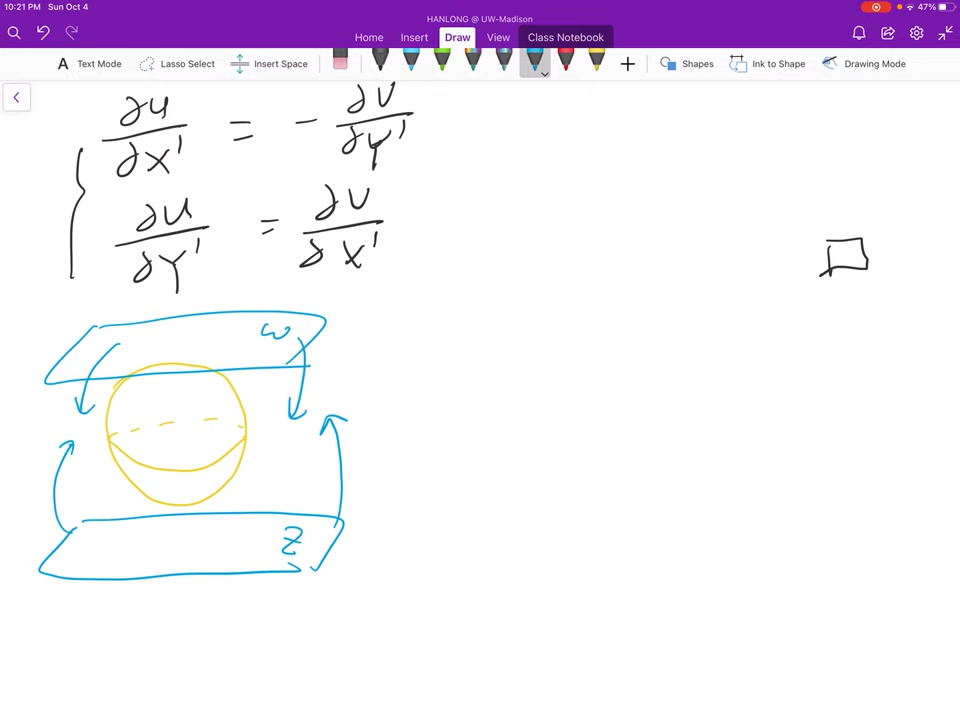 10:21 PM Sun Oct 4
47%
HANLONG @ UW-Madison
Home Insert Draw View Class Notebook
A Text Mode Lasso Select Insert Space Shapes Ink to Shape Drawing Mode
∂u/∂x' = - ∂v/∂y'
∂u/∂y' = ∂v/∂x'
ω
z